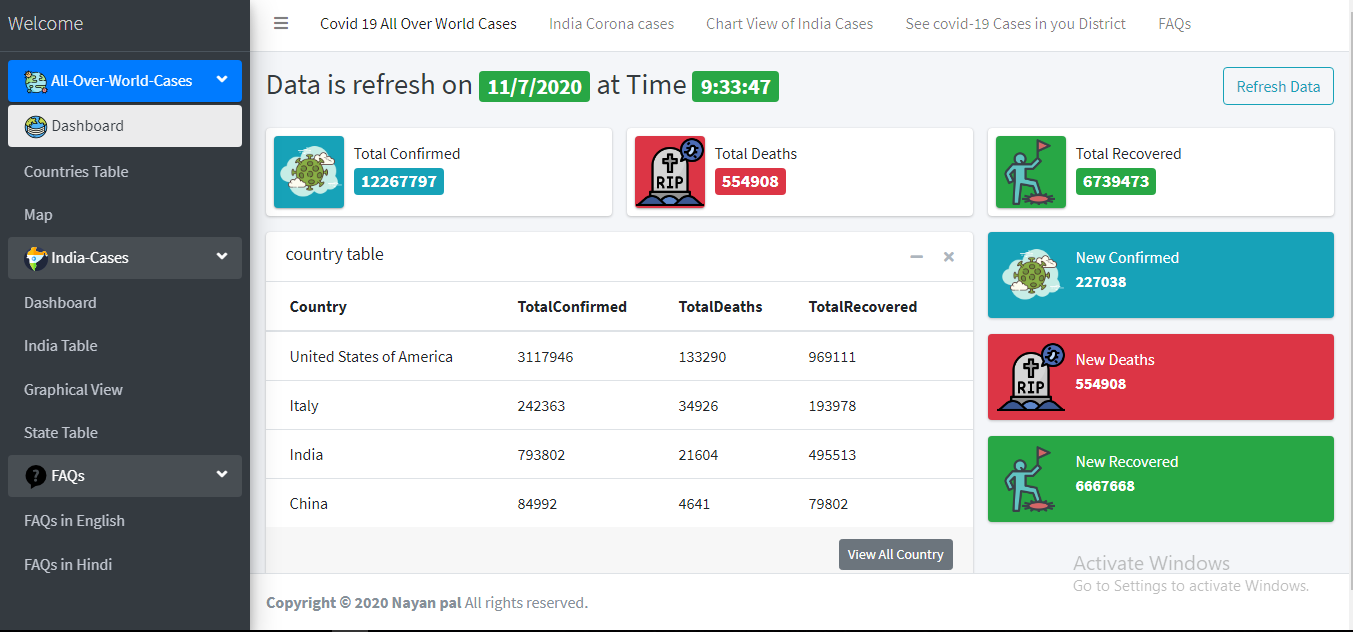 Welcome
Covid 19 All Over World Cases India Corona cases Chart View of India Cases See covid-19 Cases in you District FAQs
All-Over-World-Cases
Dashboard
Countries Table
Map
India-Cases
Dashboard
India Table
Graphical View
State Table
FAQs
FAQs in English
FAQs in Hindi
Data is refresh on 11/7/2020 at Time 9:33:47
Refresh Data
Total Confirmed
12267797
RIP
Total Deaths
554908
Total Recovered
6739473
country table
Country TotalConfirmed TotalDeaths TotalRecovered
United States of America 3117946 133290 969111
Italy 242363 34926 193978
India 793802 21604 495513
China 84992 4641 79802
View All Country
New Confirmed
227038
RIP
New Deaths
554908
New Recovered
6667668
Activate Windows
Go to Settings to activate Windows.
Copyright © 2020 Nayan pal All rights reserved.